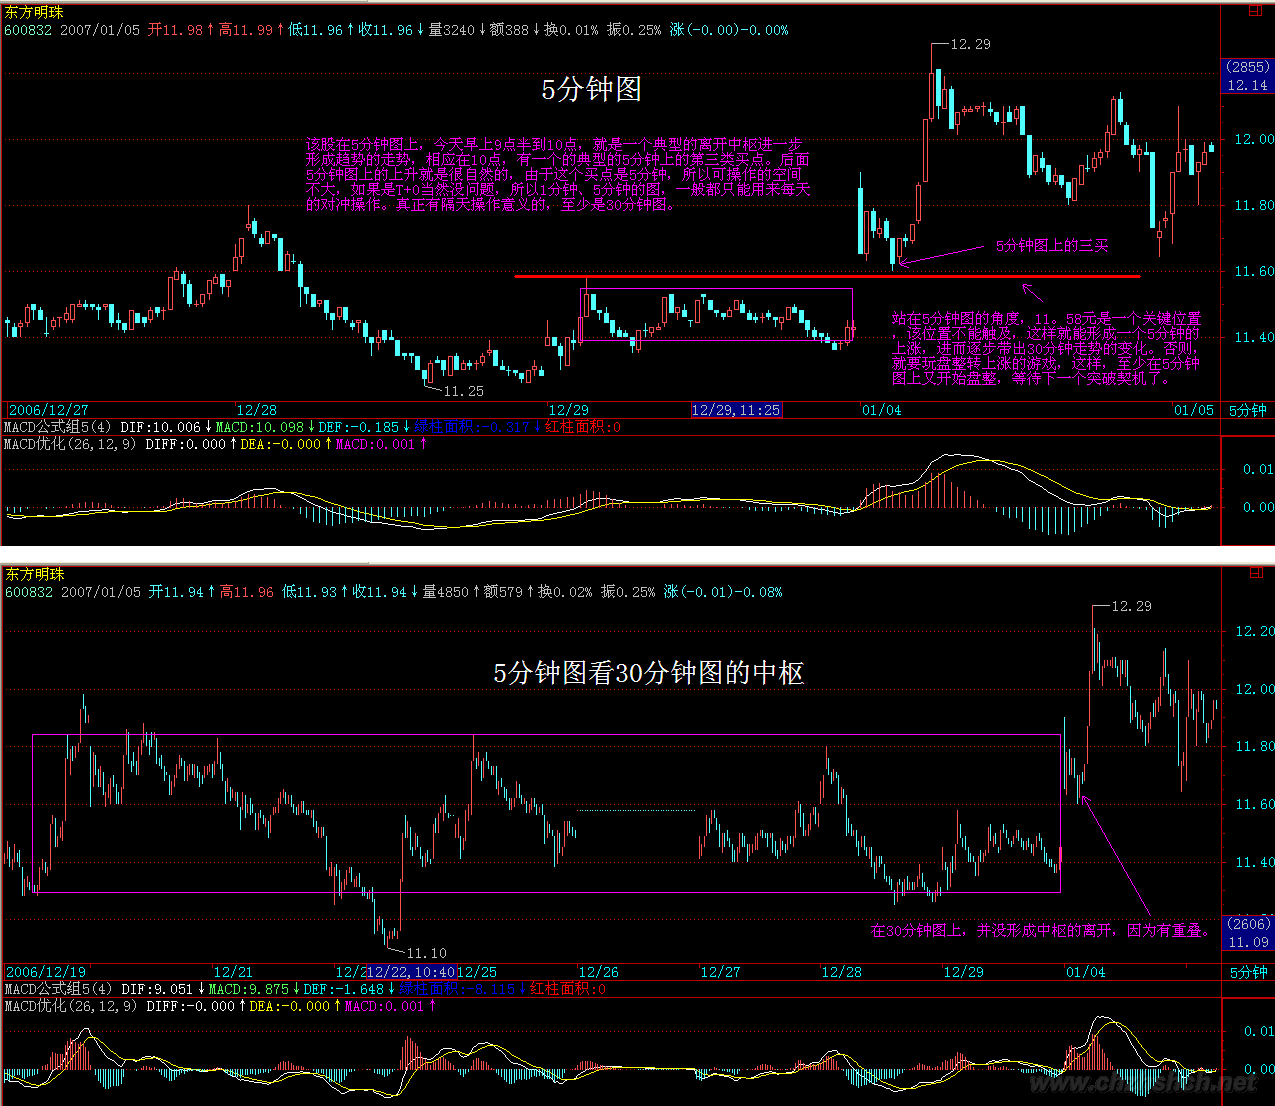 东方明珠
600832 2007/01/05 开11.98↑高11.99↑低11.96↑收11.96↓量3240↓额388↓换0.01% 振0.25% 涨(-0.00)-0.00%
12.29
(2855)
12.14
5分钟图
12.00
该股在5分钟图上，今天早上9点半到10点，就是一个典型的离开中枢进一步
形成趋势的走势，相应在10点，有一个的典型的5分钟上的第三类买点。后面
5分钟图上的上升就是很自然的，由于这个买点是5分钟，所以可操作的空间
不大，如果是T+0当然没问题，所以1分钟、5分钟的图，一般都只能用来每天
的对冲操作。真正有隔天操作意义的，至少是30分钟图。
11.80
5分钟图上的三买
11.60
站在5分钟图的角度，11。58元是一个关键位置
，该位置不能触及，这样就能形成一个5分钟的
上涨，进而逐步带出30分钟走势的变化。否则，
就要玩盘整转上涨的游戏，这样，至少在5分钟
图上又开始盘整，等待下一个突破契机了。
11.40
11.25
2006/12/27 12/28 12/29 12/29,11:25 01/04 01/05 5分钟
MACD公式组5(4) DIF:10.006↓MACD:10.098↓DEF:-0.185↓绿柱面积:-0.317↓红柱面积:0
MACD优化(26,12,9) DIFF:0.000↑DEA:-0.000↑MACD:0.001↑
0.01
0.00
东方明珠
600832 2007/01/05 开11.94↑高11.96 低11.93↑收11.94↓量4850↑额579↑换0.02% 振0.25% 涨(-0.01)-0.08%
12.29
12.20
5分钟图看30分钟图的中枢
12.00
11.80
11.60
11.40
在30分钟图上，并没形成中枢的离开，因为有重叠。
(2606)
11.09
11.10
2006/12/19 12/21 12/22,10:40 12/25 12/26 12/27 12/28 12/29 01/04 5分钟
MACD公式组5(4) DIF:9.051↓MACD:9.875↓DEF:-1.648↓绿柱面积:-8.115↓红柱面积:0
MACD优化(26,12,9) DIFF:-0.000↑DEA:-0.000↑MACD:0.001↑
0.01
0.00